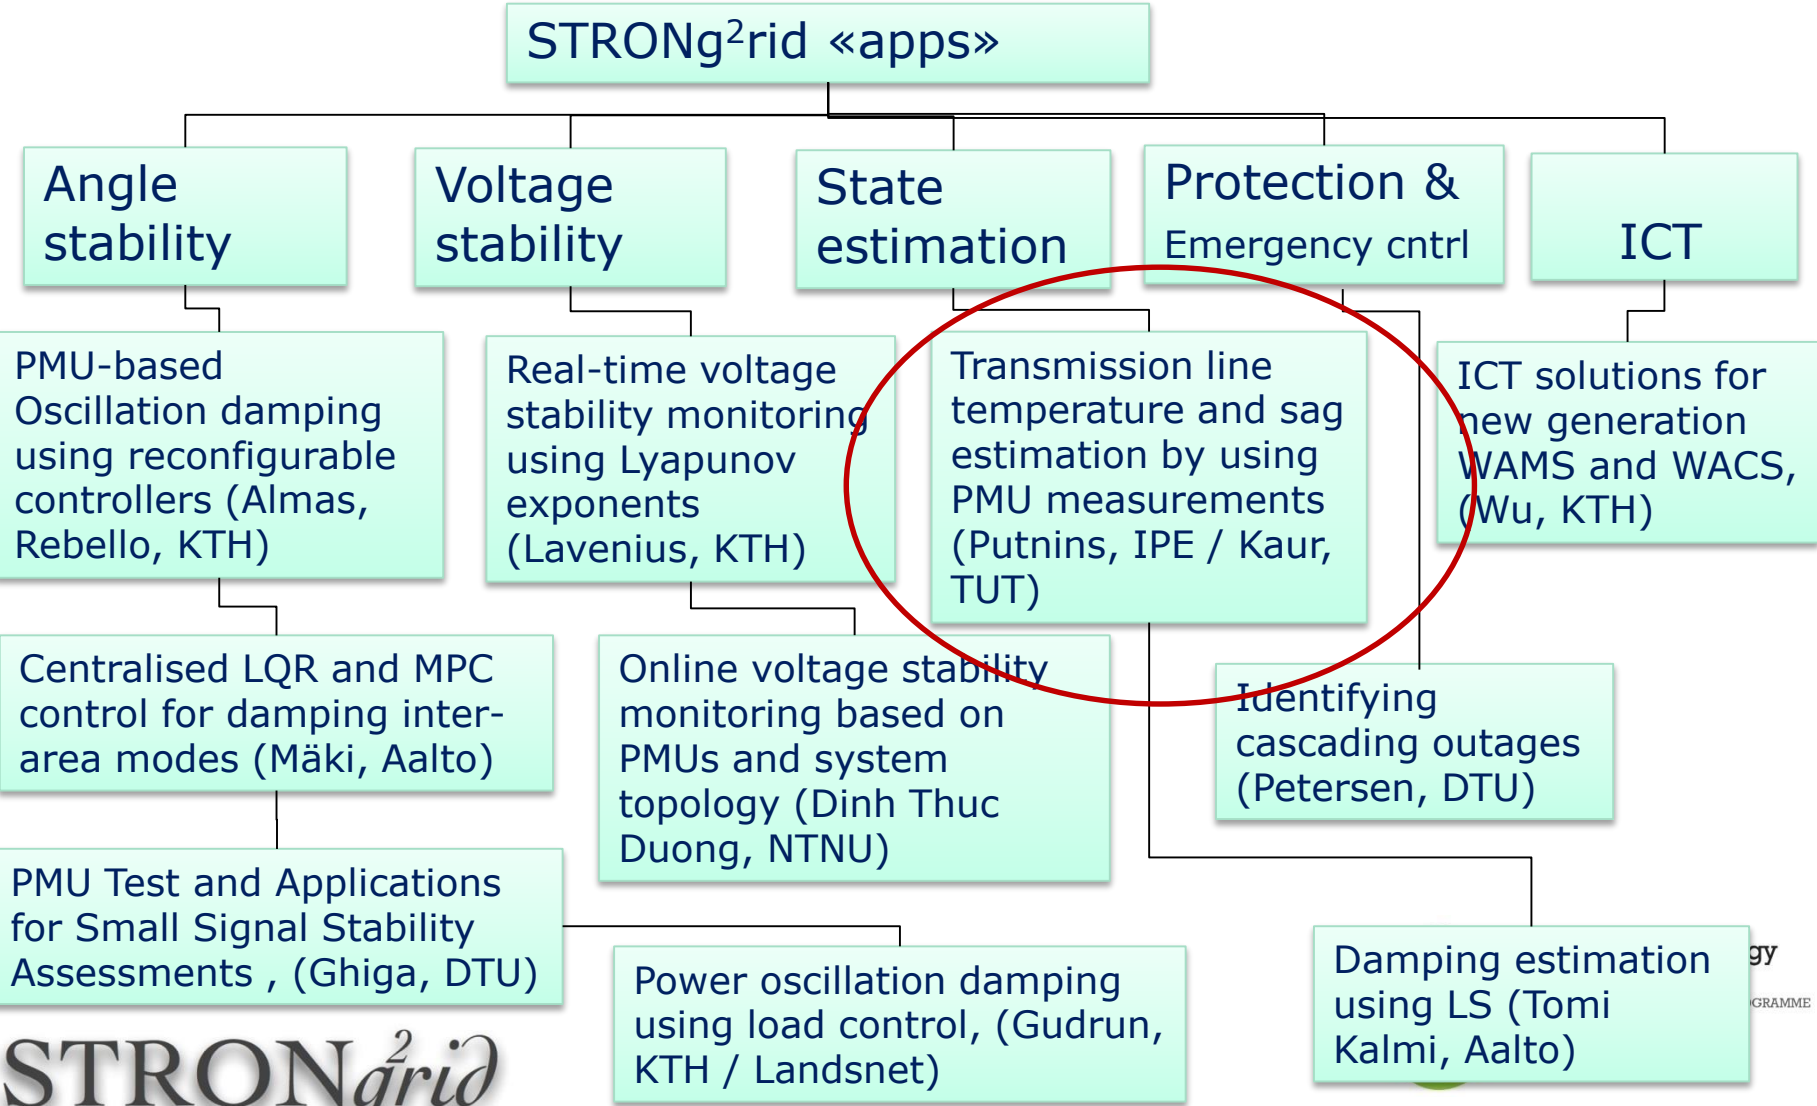 STRONg²rid «apps»
Angle
stability
Voltage
stability
State
estimation
Protection &
Emergency cntrl
ICT
PMU-based
Oscillation damping
using reconfigurable
controllers (Almas,
Rebello, KTH)
Real-time voltage
stability monitoring
using Lyapunov
exponents
(Lavenius, KTH)
Transmission line
temperature and sag
estimation by using
PMU measurements
(Putnins, IPE / Kaur,
TUT)
ICT solutions for
new generation
WAMS and WACS,
(Wu, KTH)
Centralised LQR and MPC
control for damping inter-
area modes (Mäki, Aalto)
Online voltage stability
monitoring based on
PMUs and system
topology (Dinh Thuc
Duong, NTNU)
Identifying
cascading outages
(Petersen, DTU)
PMU Test and Applications
for Small Signal Stability
Assessments , (Ghiga, DTU)
Power oscillation damping
using load control, (Gudrun,
KTH / Landsnet)
Damping estimation
using LS (Tomi
Kalmi, Aalto)
STRONg²rid